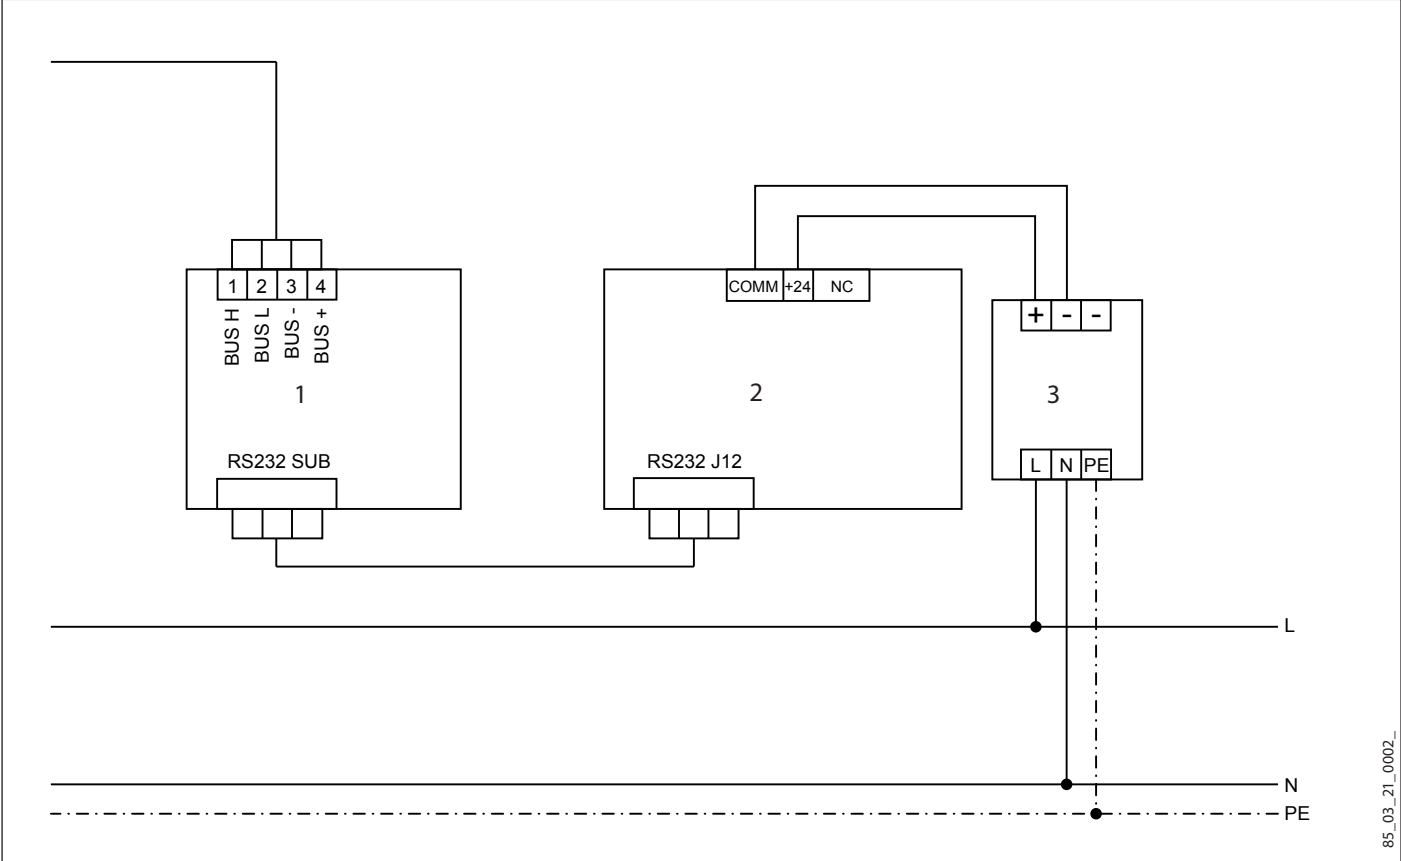 1 2 3 4
BUS H
BUS L
BUS -
BUS +
1
RS232 SUB
COMM +24 NC
2
RS232 J12
+ - -
3
L N PE
L
N
PE
85_03_21_0002_